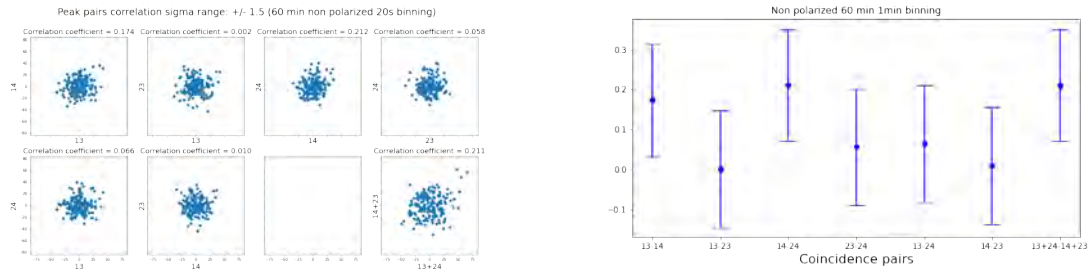 Peak pairs correlation sigma range: +/- 1.5 (60 min non polarized 20s binning)
Correlation coefficient = 0.174
Correlation coefficient = 0.002
Correlation coefficient = 0.212
Correlation coefficient = 0.058
14
23
24
24
13
13
14
23
Correlation coefficient = 0.066
Correlation coefficient = 0.010
Correlation coefficient = 0.211
24
23
14+23
13
14
13+24
Non polarized 60 min 1min binning
0.3
0.2
0.1
0.0
−0.1
13 14
13-23
14-24
23-24
13-24
14-23
13+24-14+23
Coincidence pairs